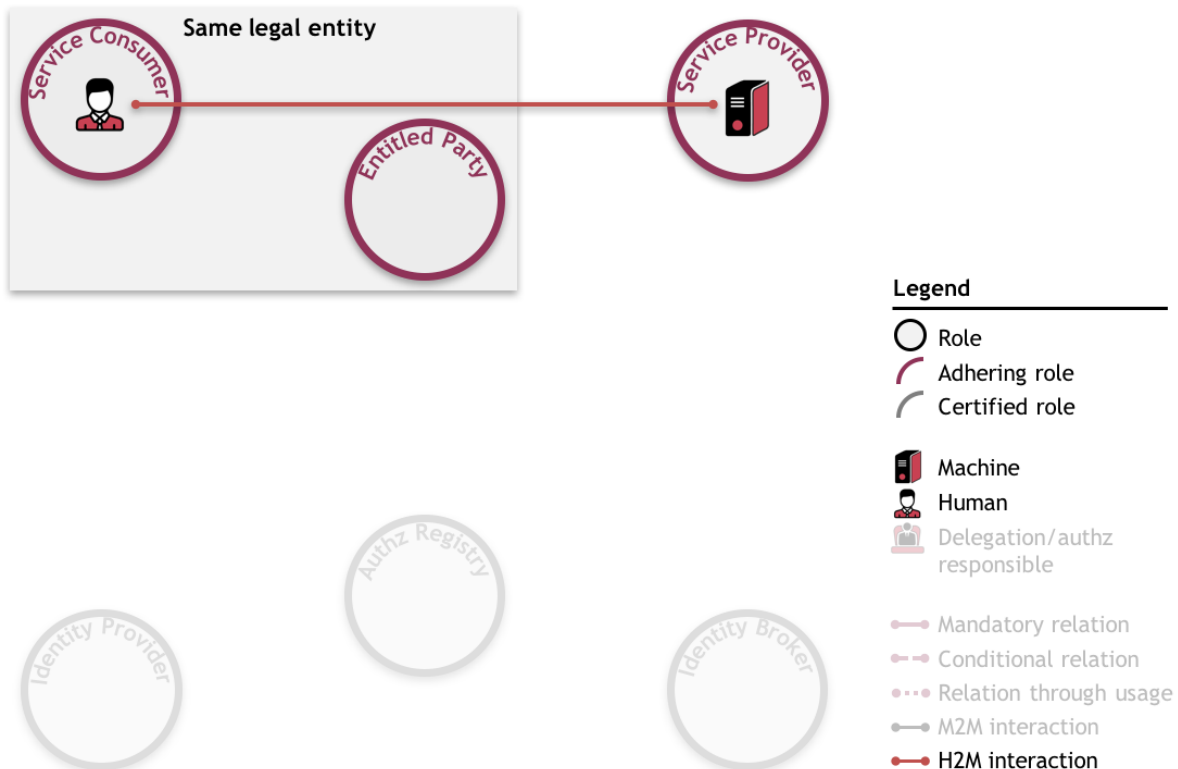 Same legal entity
Service Consumer
Service Provider
Entitled Party
Legend
Role
Adhering role
Certified role
Machine
Human
Delegation/authz
responsible
Authz Registry
Identity Provider
Identity Broker
Mandatory relation
Conditional relation
Relation through usage
M2M interaction
H2M interaction